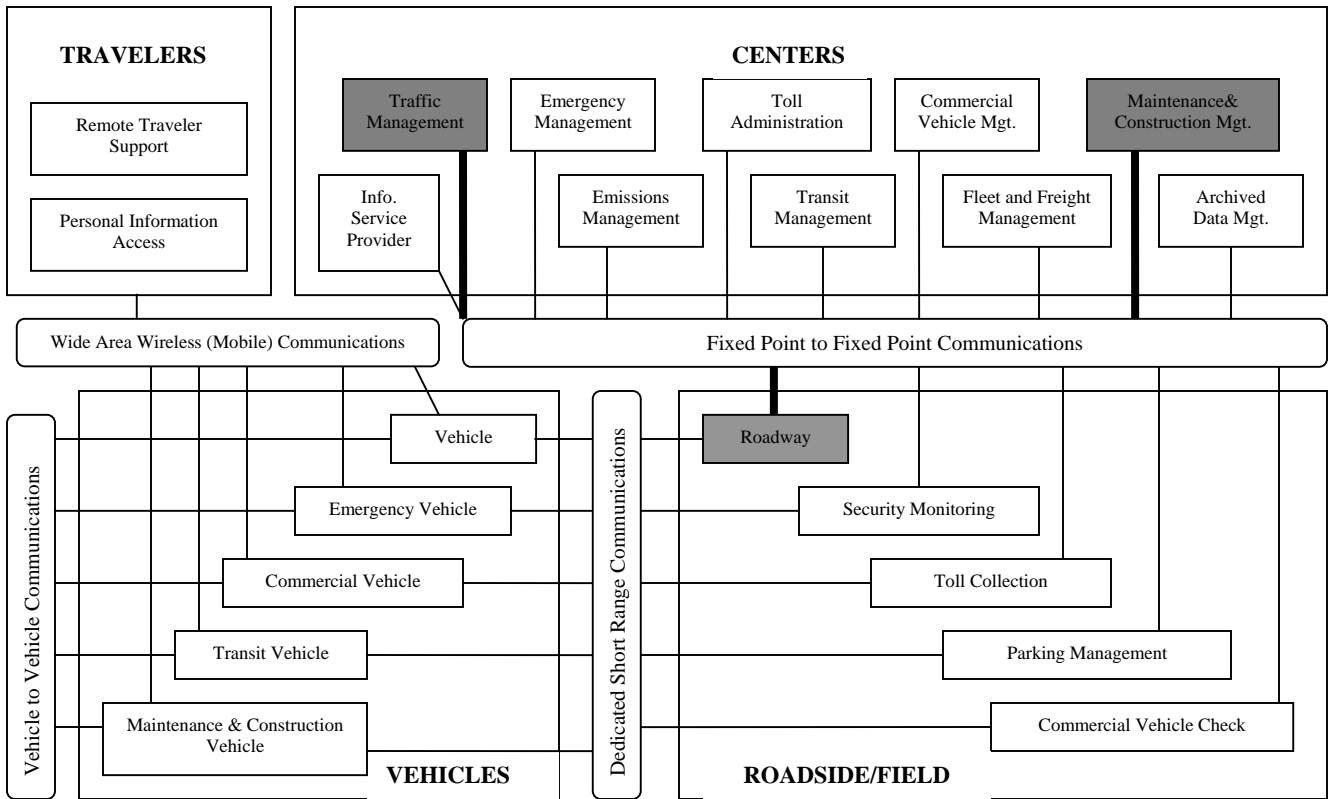 TRAVELERS
Remote Traveler
Support
Personal Information
Access
CENTERS
Traffic
Management
Emergency
Management
Toll
Administration
Commercial
Vehicle Mgt.
Maintenance&
Construction Mgt.
Info.
Service
Provider
Emissions
Management
Transit
Management
Fleet and Freight
Management
Archived
Data Mgt.
Wide Area Wireless (Mobile) Communications
Fixed Point to Fixed Point Communications
Vehicle to Vehicle Communications
Vehicle
Emergency Vehicle
Commercial Vehicle
Transit Vehicle
Maintenance & Construction
Vehicle
VEHICLES
Dedicated Short Range Communications
Roadway
Security Monitoring
Toll Collection
Parking Management
Commercial Vehicle Check
ROADSIDE/FIELD